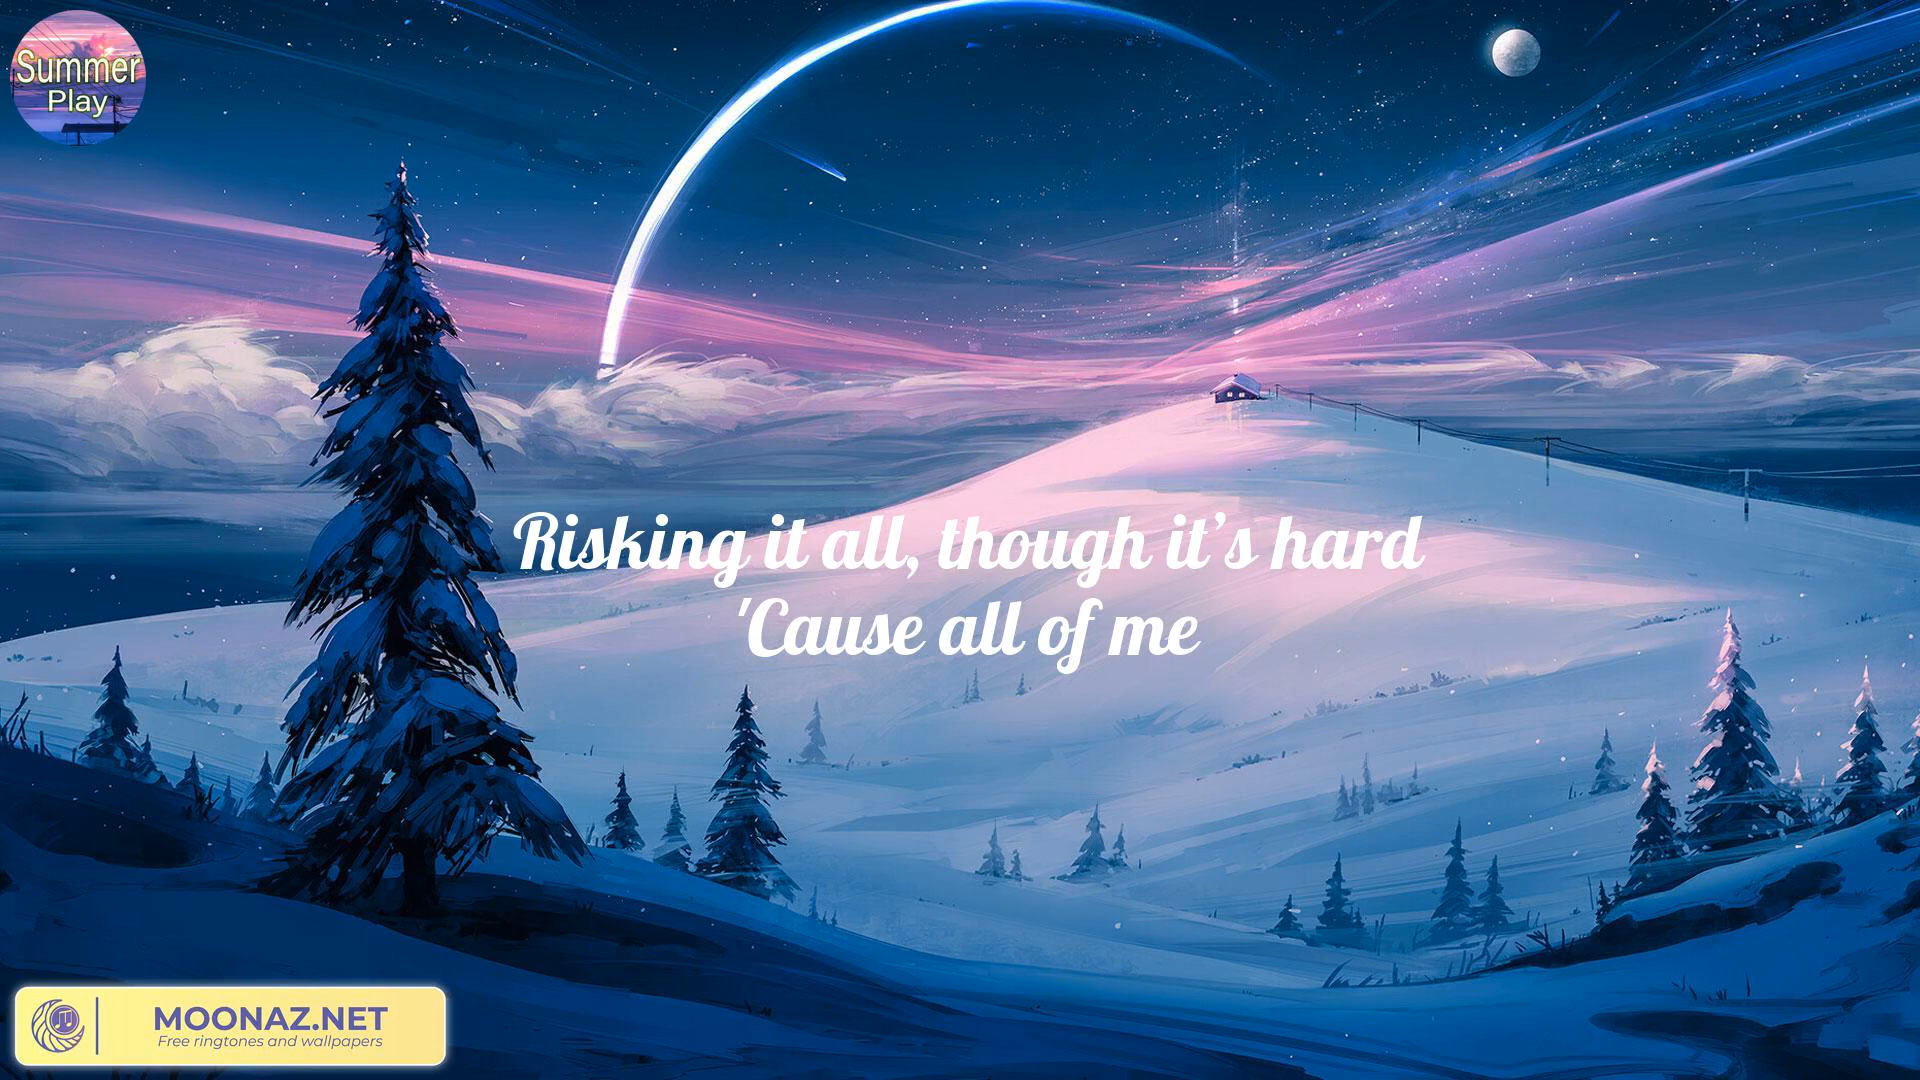 Summer
Play
Risking it all, though it’s hard
'Cause all of me
MOONAZ.NET
Free ringtones and wallpapers